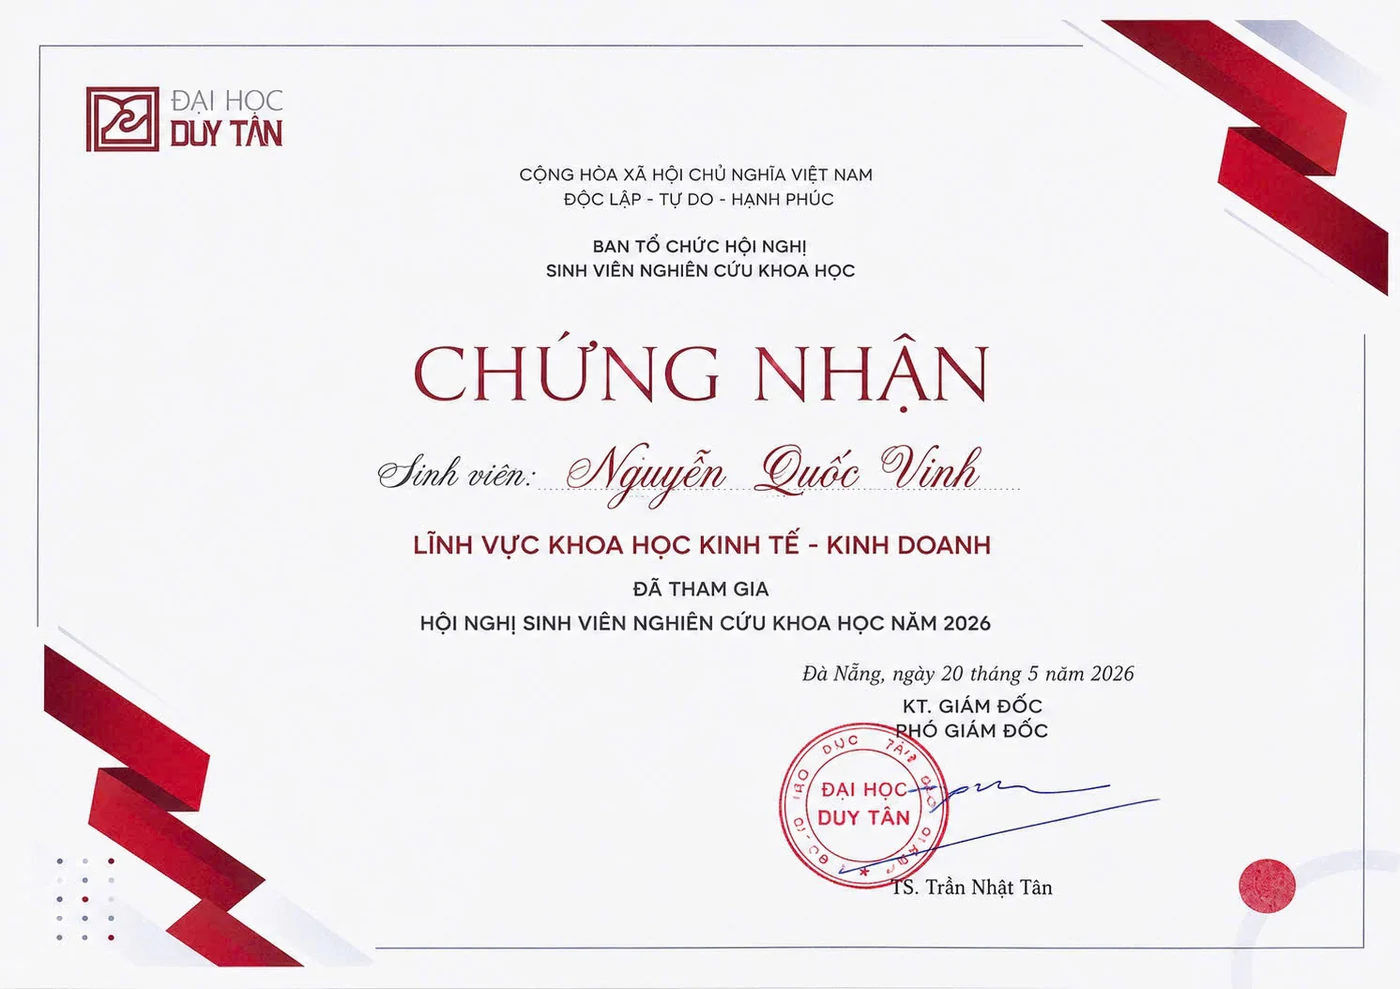 ĐẠI HỌC
DUY TÂN
CỘNG HÒA XÃ HỘI CHỦ NGHĨA VIỆT NAM
ĐỘC LẬP - TỰ DO - HẠNH PHÚC
BAN TỔ CHỨC HỘI NGHỊ
SINH VIÊN NGHIÊN CỨU KHOA HỌC
CHỨNG NHẬN
Sinh viên: Nguyễn Quốc Vinh
LĨNH VỰC KHOA HỌC KINH TẾ - KINH DOANH
ĐÃ THAM GIA
HỘI NGHỊ SINH VIÊN NGHIÊN CỨU KHOA HỌC NĂM 2026
Đà Nẵng, ngày 20 tháng 5 năm 2026
KT. GIÁM ĐỐC
PHÓ GIÁM ĐỐC
ĐẠI HỌC
DUY TÂN
TS. Trần Nhật Tân